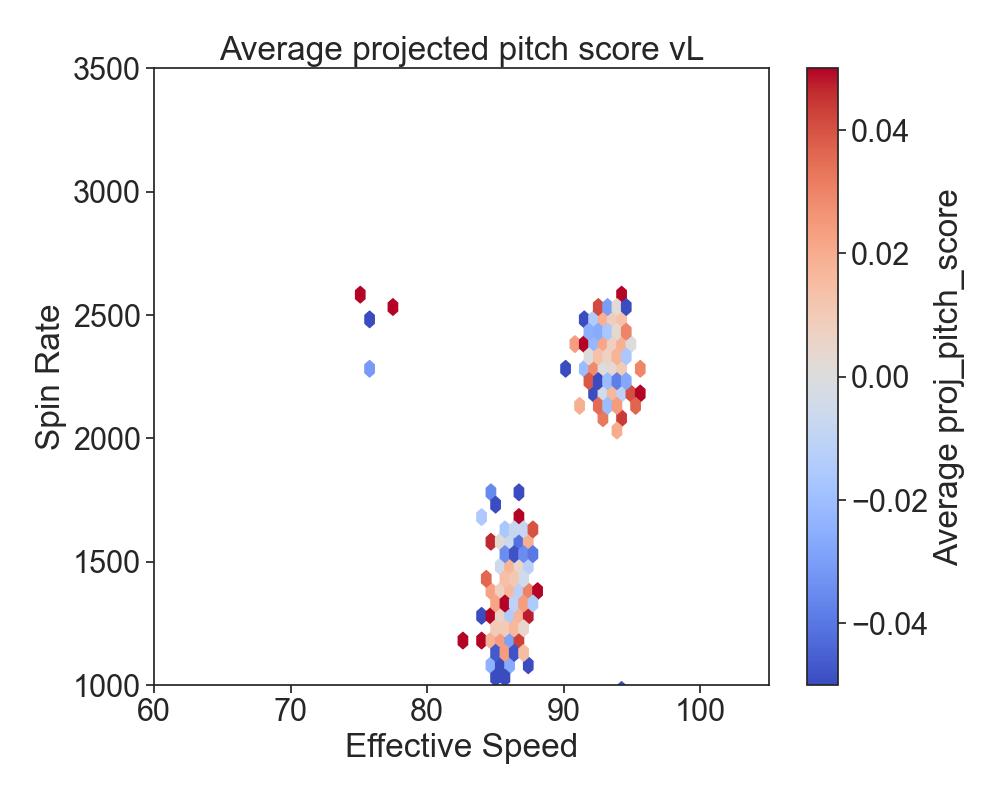 Average projected pitch score vL
3500
3000
2500
2000
1500
1000
Spin Rate
60 70 80 90 100
Effective Speed
0.04
0.02
0.00
−0.02
−0.04
Average proj_pitch_score